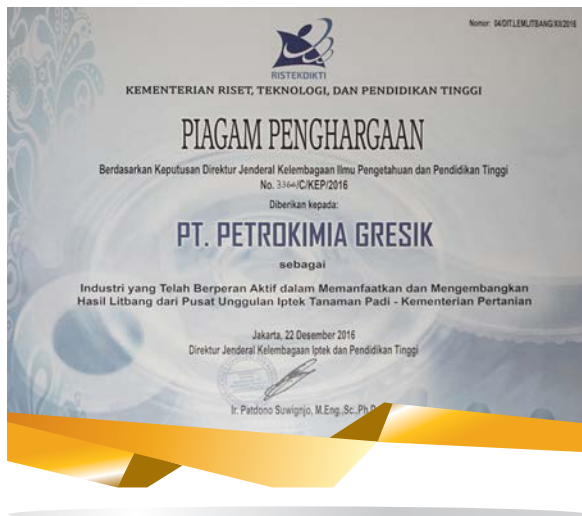 Nomor: 04/DIT.LEMLITBANG/XII/2016
RISTEKDIKTI
KEMENTERIAN RISET, TEKNOLOGI, DAN PENDIDIKAN TINGGI
PIAGAM PENGHARGAAN
Berdasarkan Keputusan Direktur Jenderal Kelembagaan Ilmu Pengetahuan dan Pendidikan Tinggi
No. 3366/C/KEP/2016
Diberikan kepada:
PT. PETROKIMIA GRESIK
sebagai
Industri yang Telah Berperan Aktif dalam Memanfaatkan dan Mengembangkan
Hasil Litbang dari Pusat Unggulan Iptek Tanaman Padi - Kementerian Pertanian
Jakarta, 22 Desember 2016
Direktur Jenderal Kelembagaan Iptek dan Pendidikan Tinggi
Ir. Patdono Suwignjo, M.Eng.,Sc.,Ph.D